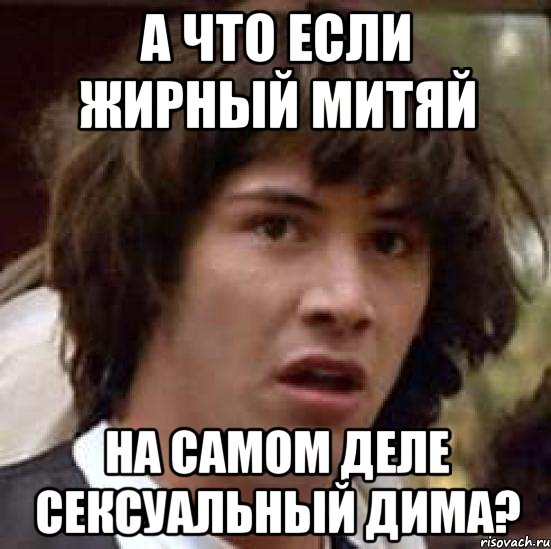 А ЧТО ЕСЛИ
ЖИРНЫЙ МИТЯЙ
НА САМОМ ДЕЛЕ
СЕКСУАЛЬНЫЙ ДИМА?
risovach.ru